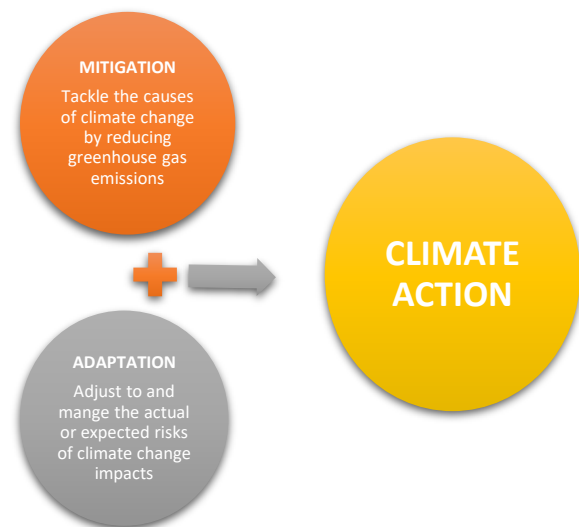 MITIGATION
Tackle the causes
of climate change
by reducing
greenhouse gas
emissions
ADAPTATION
Adjust to and
mange the actual
or expected risks
of climate change
impacts
CLIMATE
ACTION